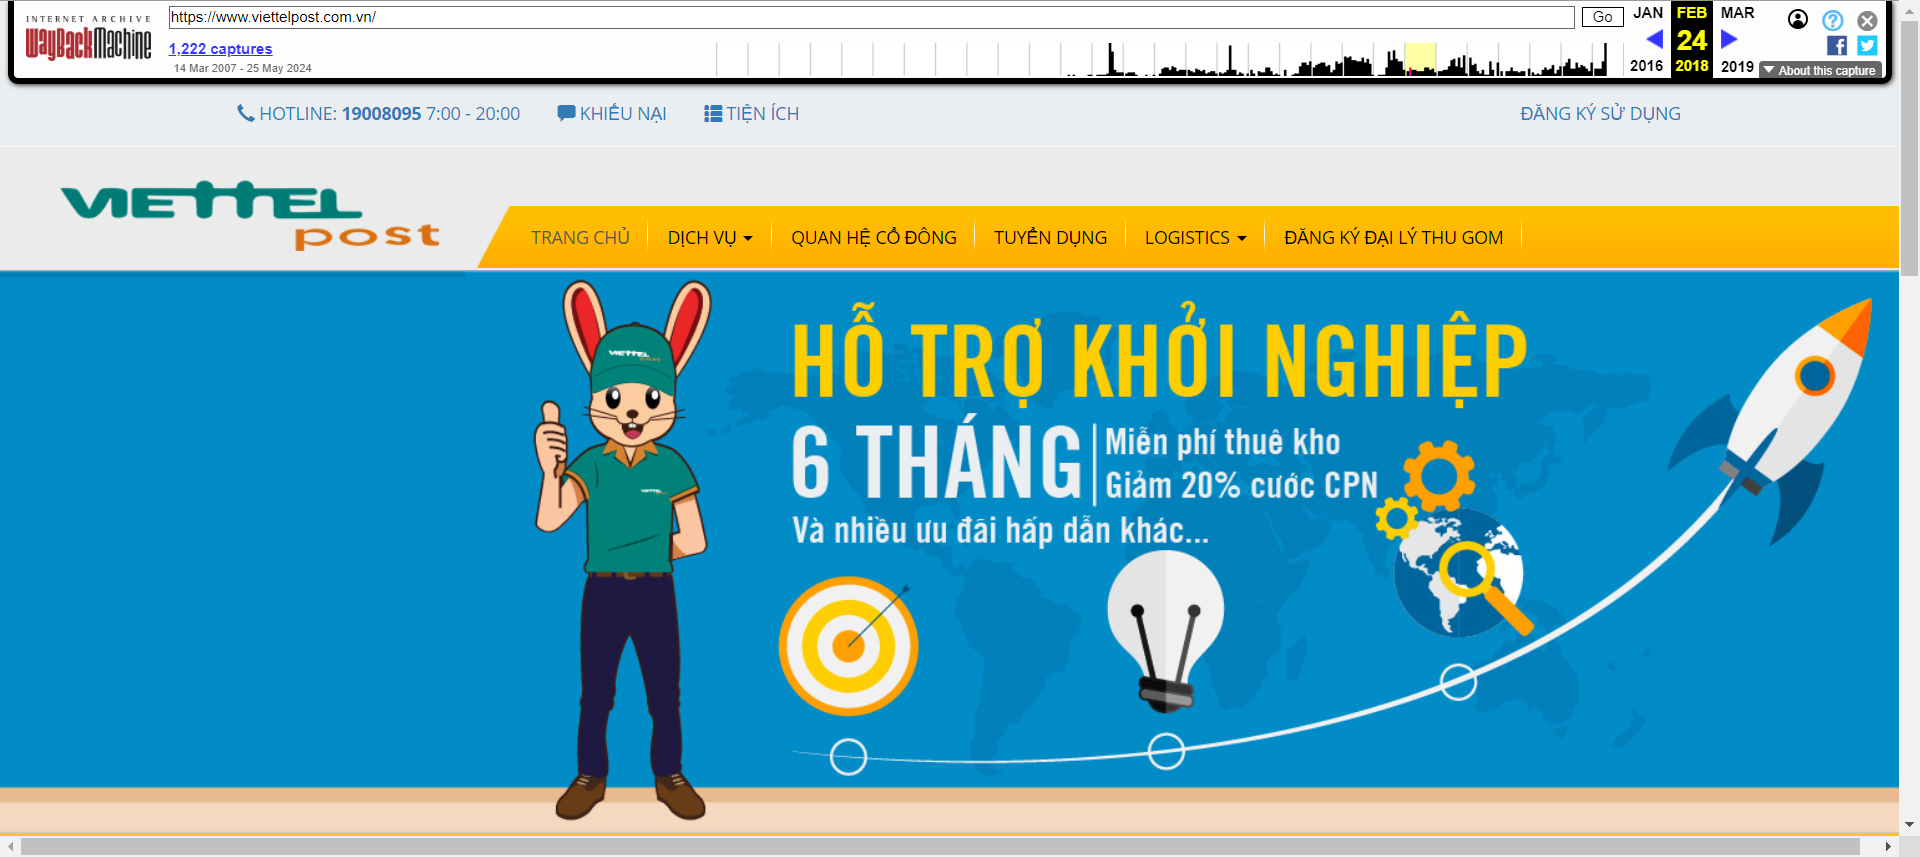 INTERNET ARCHIVE
WayBackMachine
https://www.viettelpost.com.vn/
Go
JAN FEB MAR
1,222 captures
24
14 Mar 2007 - 25 May 2024
2016 2018 2019
About this capture
HOTLINE: 19008095 7:00 - 20:00
KHIẾU NẠI
TIỆN ÍCH
ĐĂNG KÝ SỬ DỤNG
VIETTEL
post
TRANG CHỦ
DỊCH VỤ
QUAN HỆ CỔ ĐÔNG
TUYỂN DỤNG
LOGISTICS
ĐĂNG KÝ ĐẠI LÝ THU GOM
VIETTEL
post
HỖ TRỢ KHỞI NGHIỆP
6 THÁNG
Miễn phí thuê kho
Giảm 20% cước CPN
Và nhiều ưu đãi hấp dẫn khác...
VIETTEL